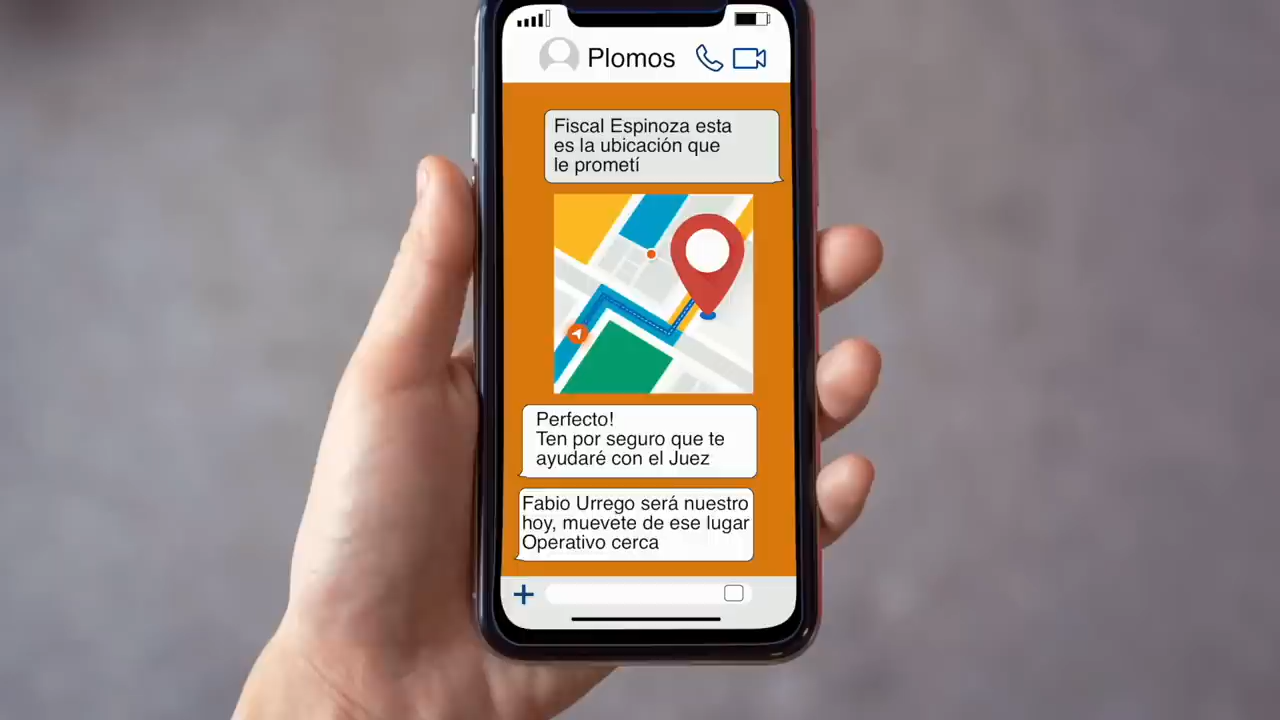 Plomos
Fiscal Espinoza esta
es la ubicación que
le prometí
Perfecto!
Ten por seguro que te
ayudaré con el Juez
Fabio Urrego será nuestro
hoy, muevete de ese lugar
Operativo cerca